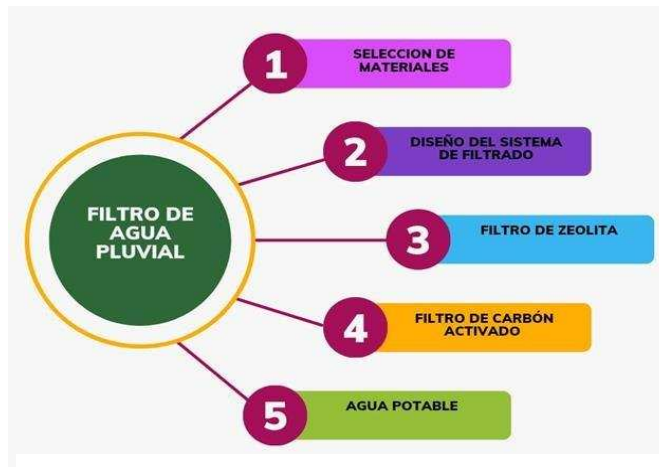 FILTRO DE
AGUA
PLUVIAL
1
SELECCION DE
MATERIALES
2
DISEÑO DEL SISTEMA
DE FILTRADO
3
FILTRO DE ZEOLITA
4
FILTRO DE CARBÓN
ACTIVADO
5
AGUA POTABLE